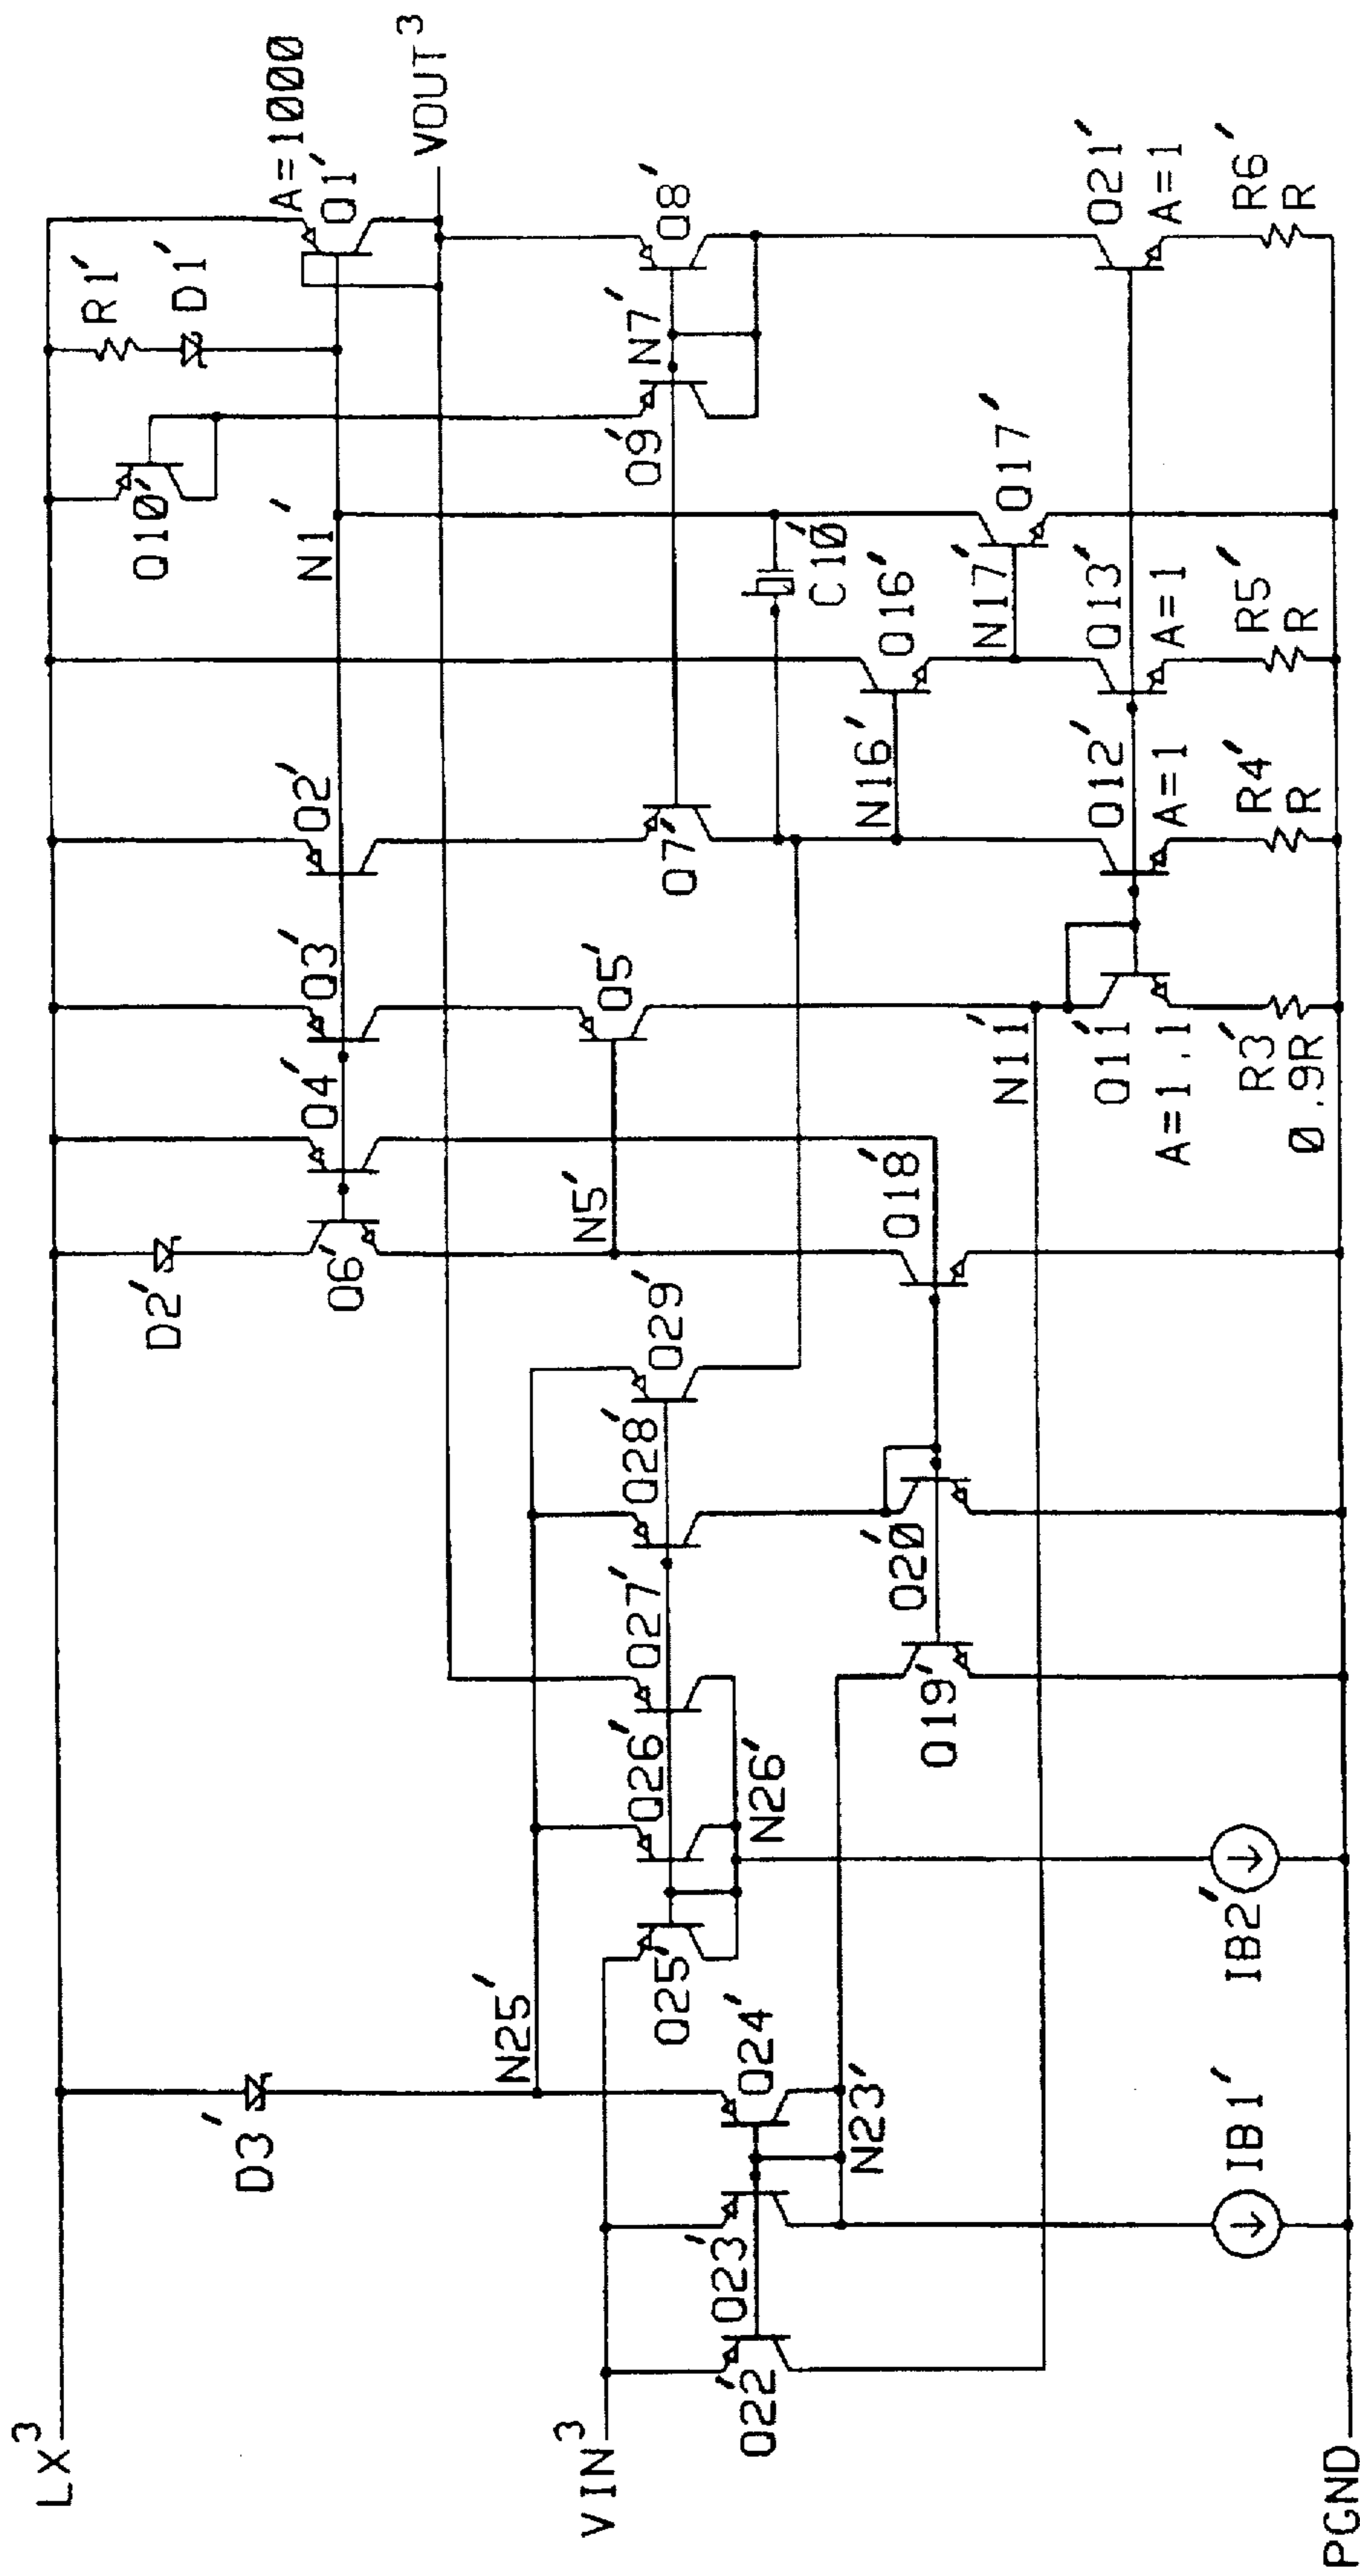 LX³
D3'
D2'
Q10'
R1'
D1'
A=1000
Q1'
N1'
Q6'
Q4'
Q3'
Q2'
VOUT³
N25'
N5'
Q5'
VIN³
Q25'
Q26'
Q27'
Q28'
Q29'
Q7'
Q9'
N7'
Q8'
Q22'
Q23'
Q24'
N26'
N23'
C10'
N16'
Q16'
Q19'
Q20'
Q18'
N11'
N17'
Q17'
Q11'
A=1.1
Q12'
A=1
Q13'
A=1
Q21'
A=1
IB1'
IB2'
R3'
0.9R
R4'
R
R5'
R
R6'
R
PGND